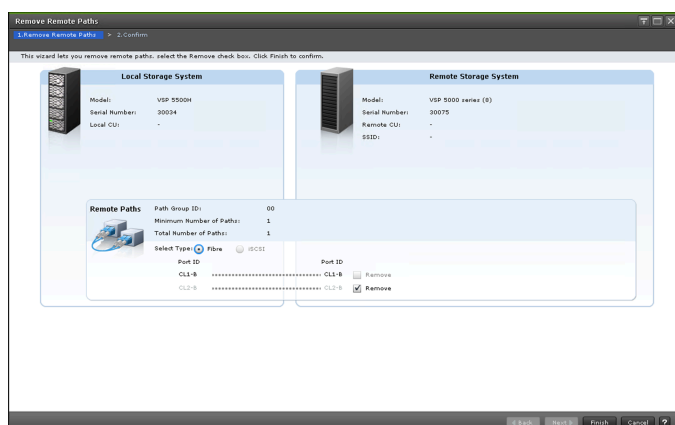 Remove Remote Paths
1.Remove Remote Paths > 2.Confirm
This wizard lets you remove remote paths. select the Remove check box. Click Finish to confirm.
Local Storage System
Model: VSP 5500H
Serial Number: 30034
Local CU: -
Remote Storage System
Model: VSP 5000 series (8)
Serial Number: 30075
Remote CU: -
SSID: -
Remote Paths
Path Group ID: 00
Minimum Number of Paths: 1
Total Number of Paths: 1
Select Type: Fibre iSCSI
Port ID Port ID
CL1-B CL1-B Remove
CL2-B CL2-B Remove
◁ Back Next ▷ Finish Cancel ?